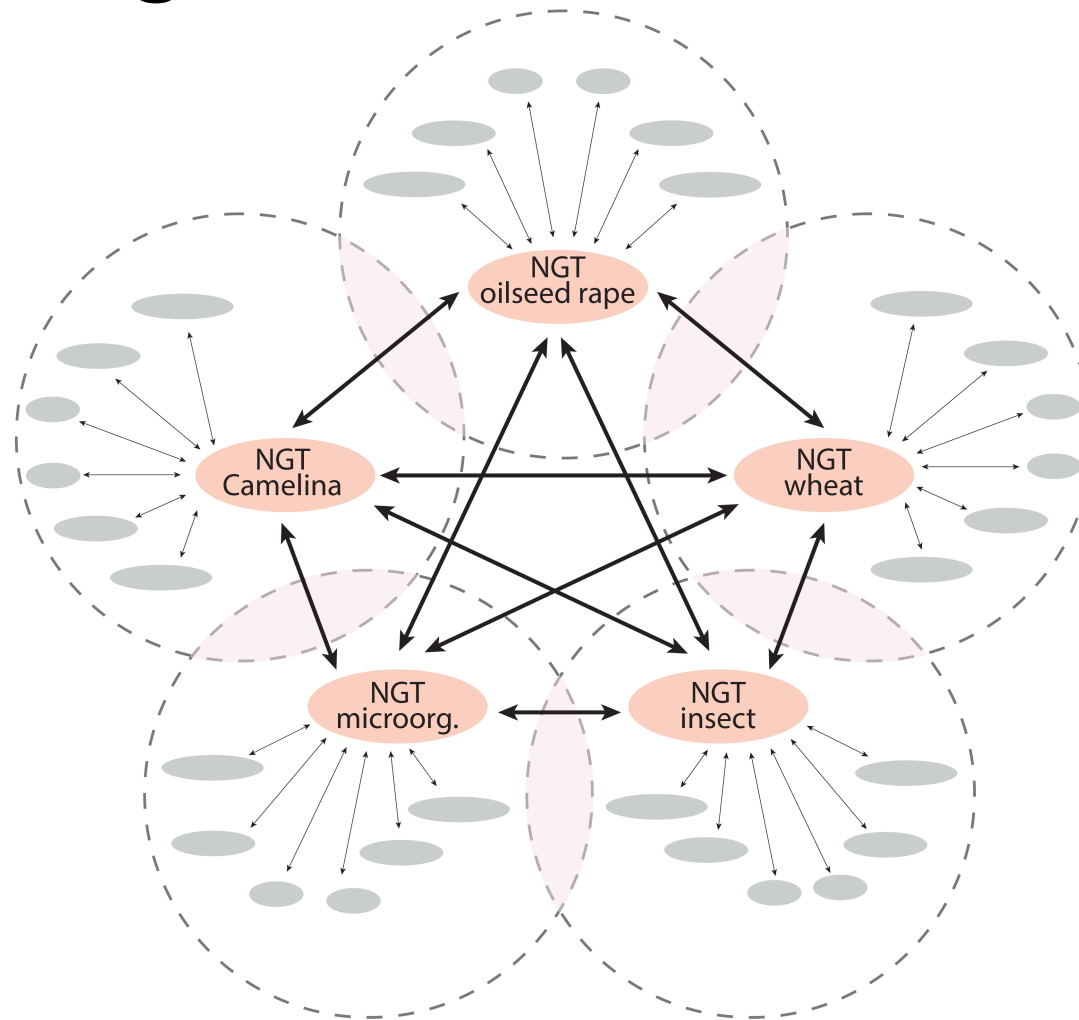 NGT
oilseed rape
NGT
Camelina
NGT
wheat
NGT
microorg.
NGT
insect